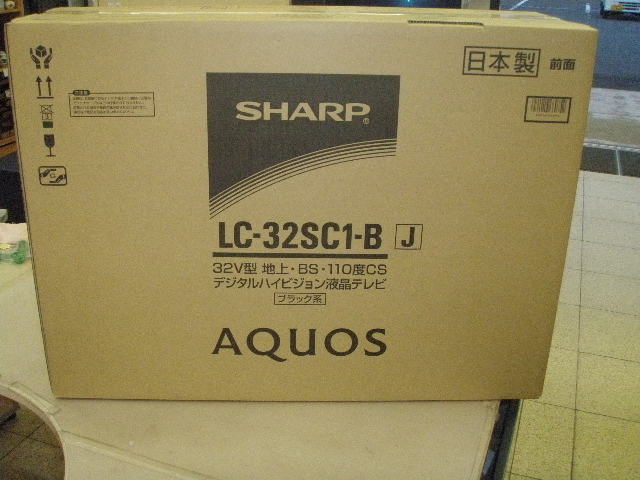 日本製 前面
SHARP
LC-32SC1-B J
32V型 地上・BS・110度CS
デジタルハイビジョン液晶テレビ
ブラック系
AQUOS